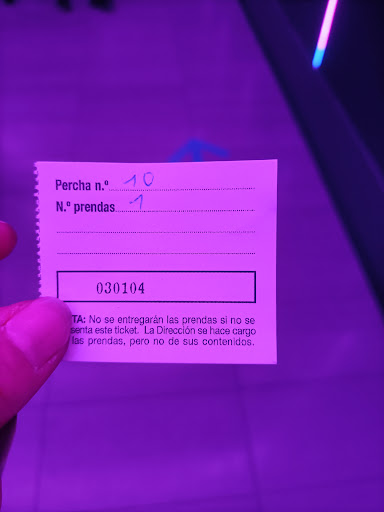 Percha n.º 10
N.º prendas 1
030104
TA: No se entregarán las prendas si no se
senta este ticket. La Dirección se hace cargo
las prendas, pero no de sus contenidos.